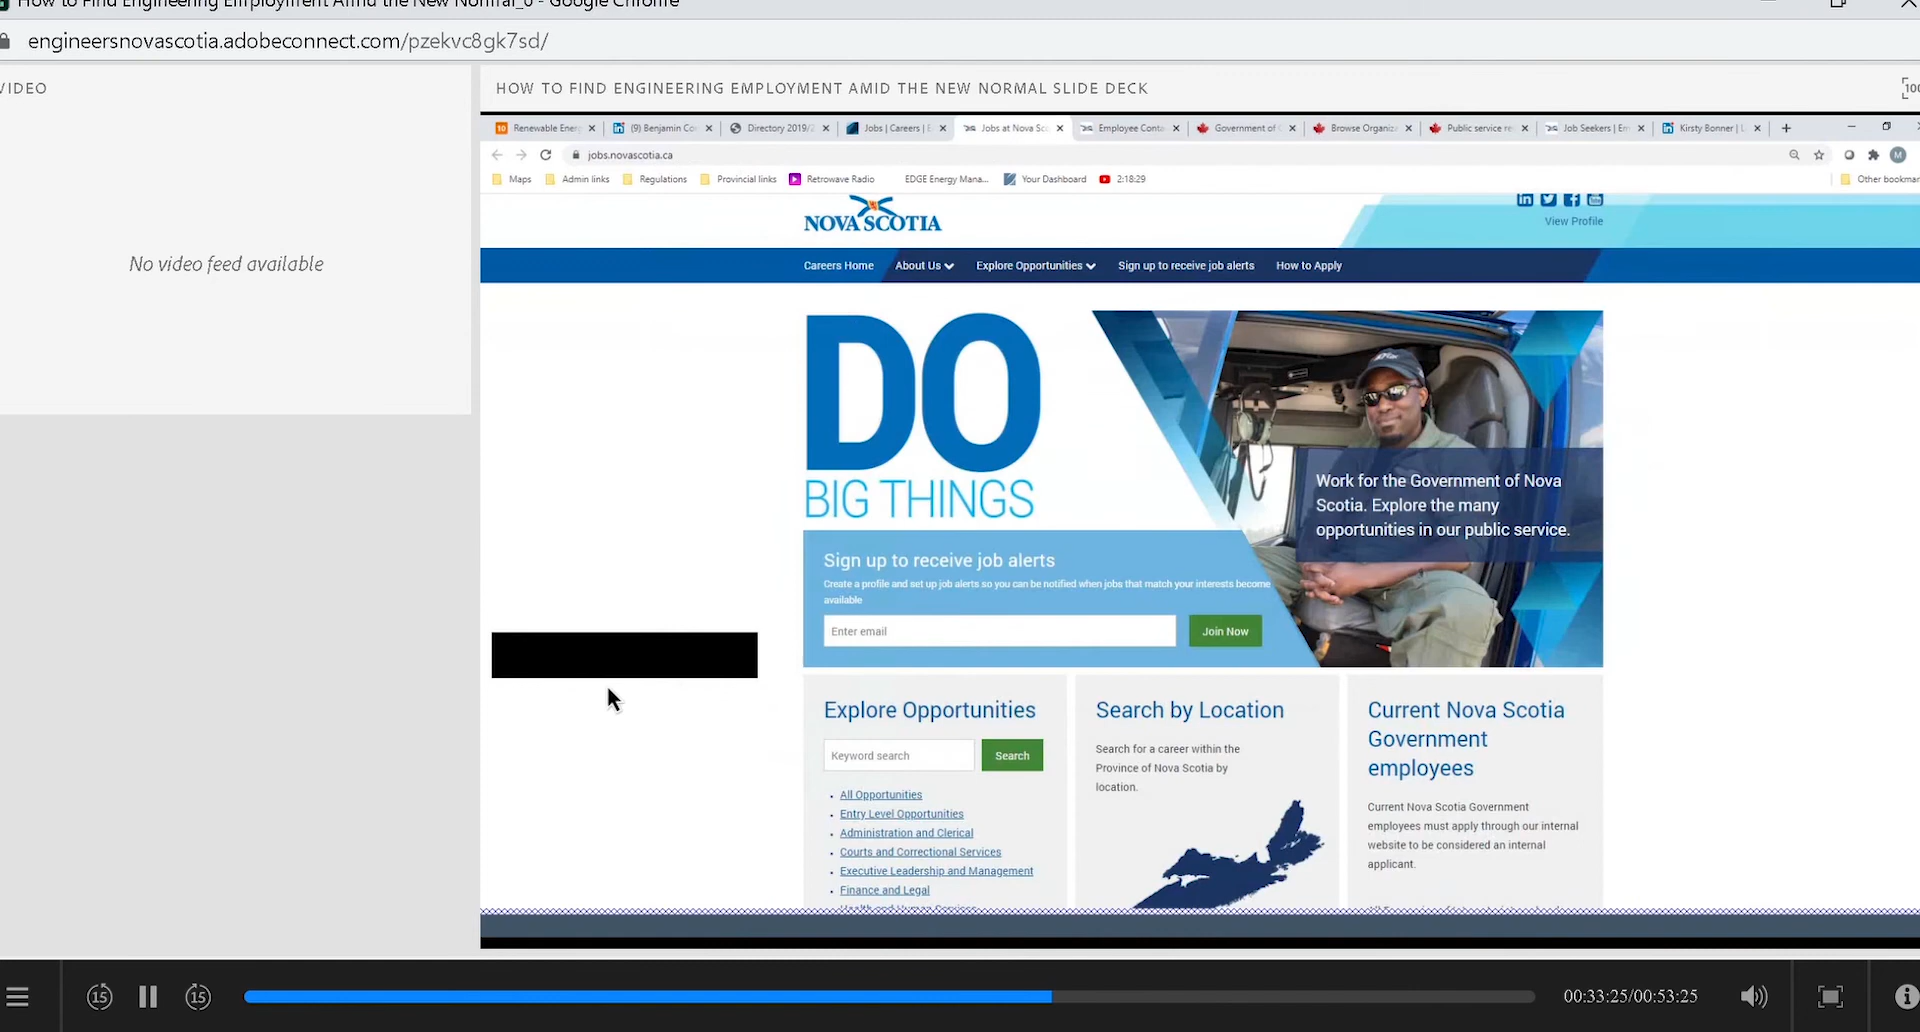 How to Find Engineering Employment Amid the New Normal_0 - Google Chrome
engineersnovascotia.adobeconnect.com/pzekvc8gk7sd/
VIDEO
HOW TO FIND ENGINEERING EMPLOYMENT AMID THE NEW NORMAL SLIDE DECK
100
Renewable Ener
(9) Benjamin Co
Directory 2019/2
Jobs | Careers | E
Jobs at Nova Sc
Employee Conta
Government of C
Browse Organiz
Public service re
Job Seekers | Em
Kirsty Bonner | L
jobs.novascotia.ca
M
Maps
Admin links
Regulations
Provincial links
Retrowave Radio
EDGE Energy Mana...
Your Dashboard
2:18:29
Other bookmar
NOVA SCOTIA
View Profile
Careers Home
About Us
Explore Opportunities
Sign up to receive job alerts
How to Apply
No video feed available
DO
BIG THINGS
Work for the Government of Nova
Scotia. Explore the many
opportunities in our public service.
Sign up to receive job alerts
Create a profile and set up job alerts so you can be notified when jobs that match your interests become
available
Enter email
Join Now
Explore Opportunities
Keyword search
Search
All Opportunities
Entry Level Opportunities
Administration and Clerical
Courts and Correctional Services
Executive Leadership and Management
Finance and Legal
Search by Location
Search for a career within the
Province of Nova Scotia by
location.
Current Nova Scotia
Government
employees
Current Nova Scotia Government
employees must apply through our internal
website to be considered an internal
applicant.
15
15
00:33:25/00:53:25